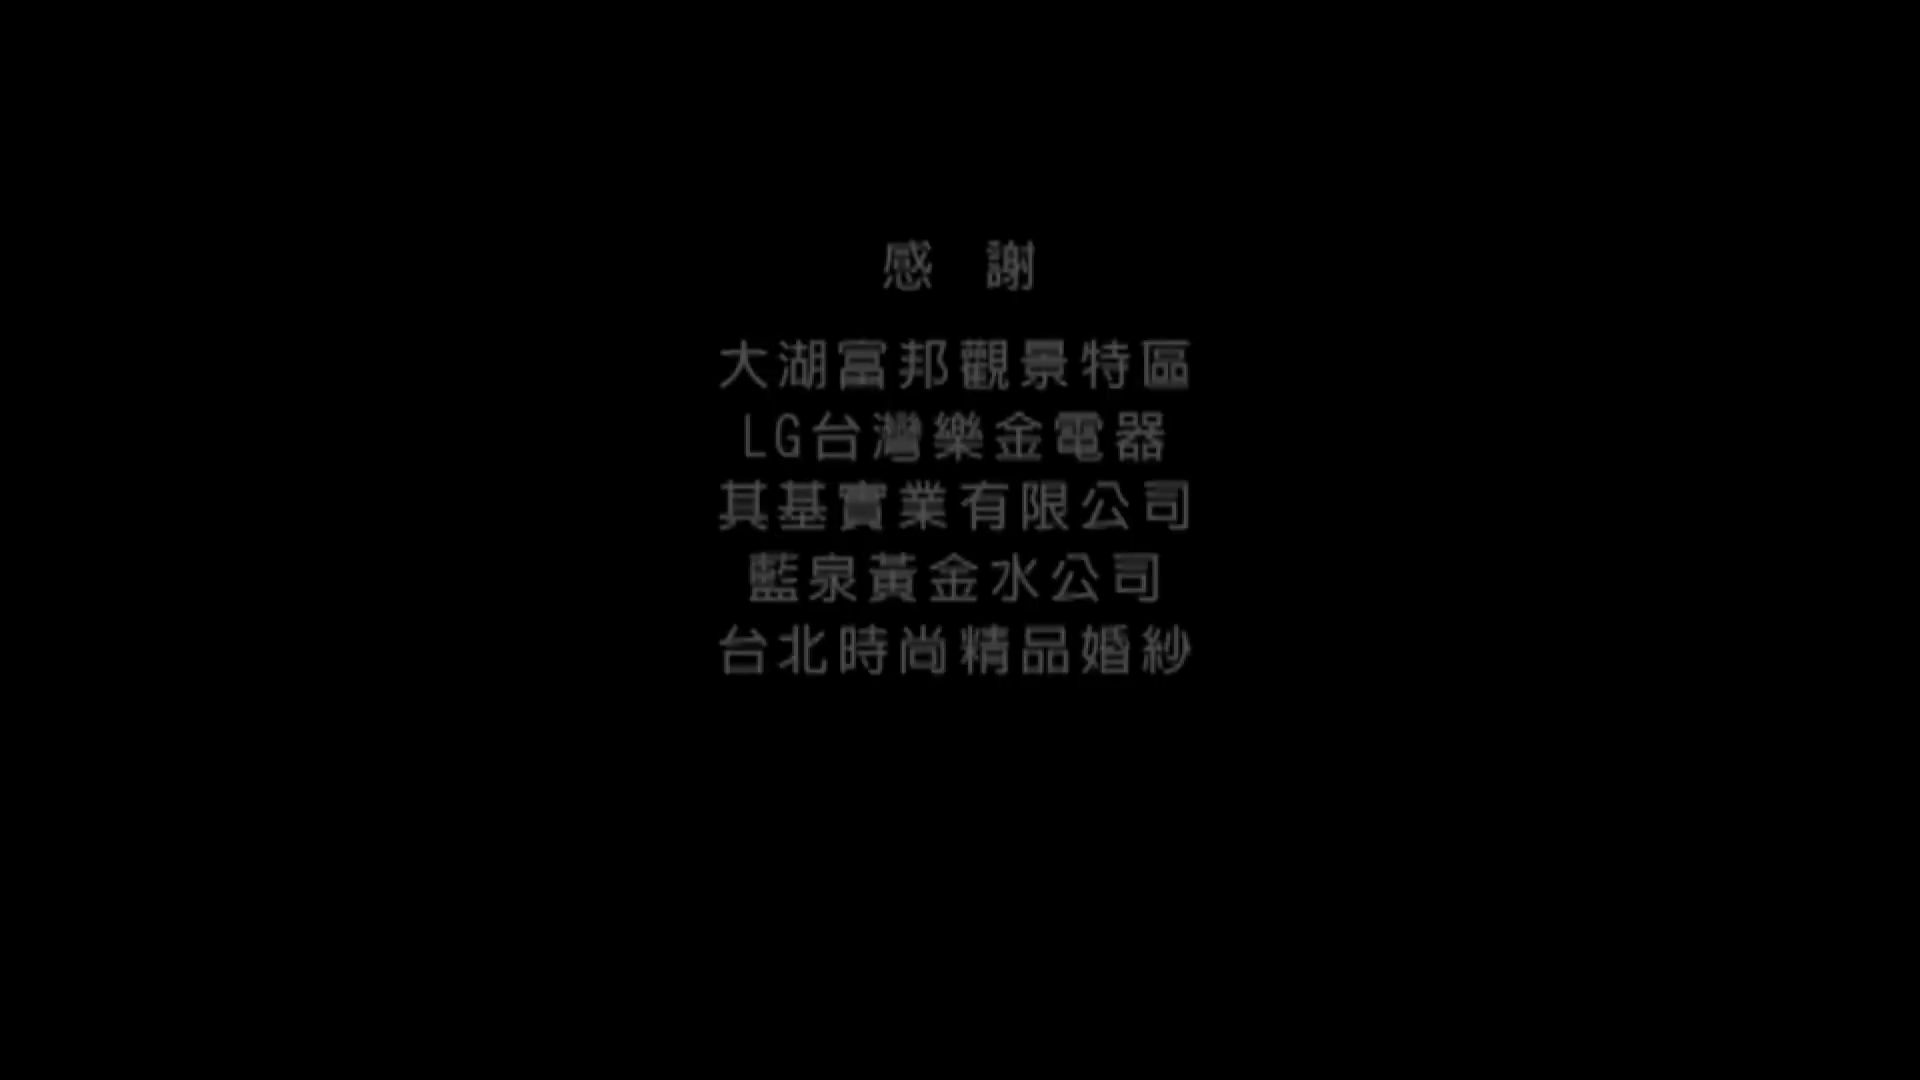 感 謝
大湖富邦觀景特區
LG台灣樂金電器
其基實業有限公司
藍泉黃金水公司
台北時尚精品婚紗